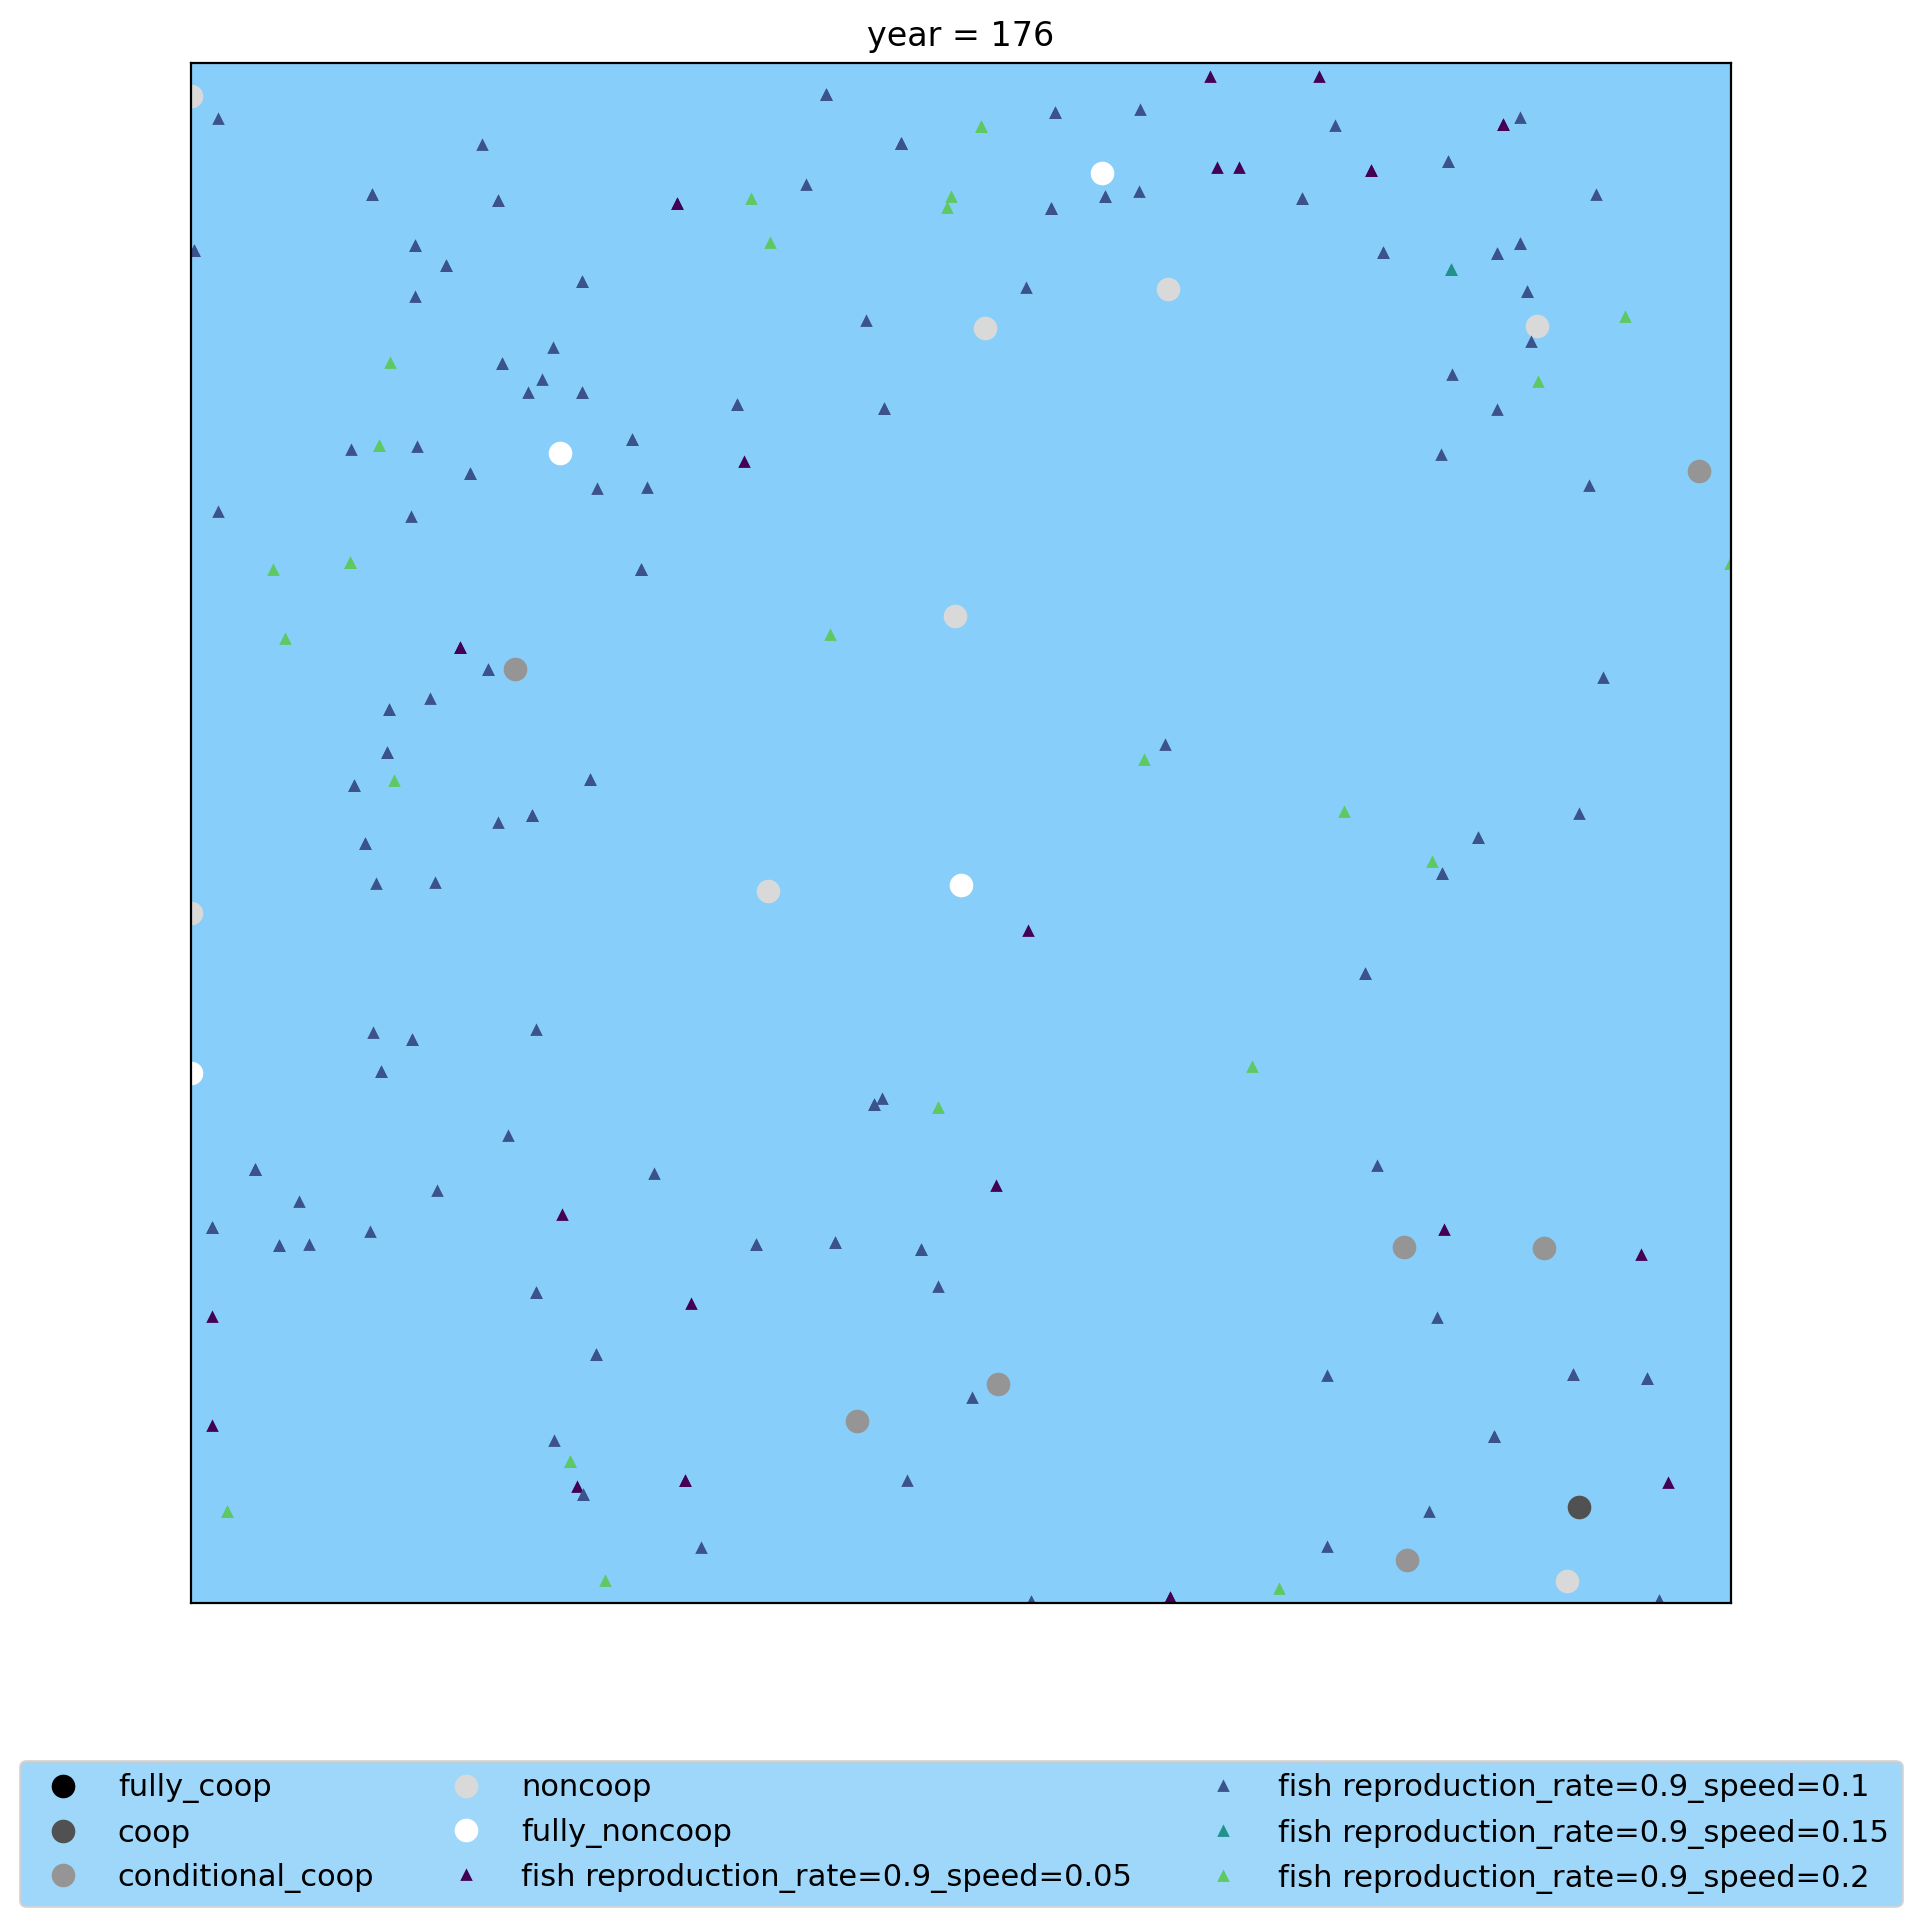 year = 176
fully_coop
coop
conditional_coop
noncoop
fully_noncoop
fish reproduction_rate=0.9_speed=0.05
fish reproduction_rate=0.9_speed=0.1
fish reproduction_rate=0.9_speed=0.15
fish reproduction_rate=0.9_speed=0.2